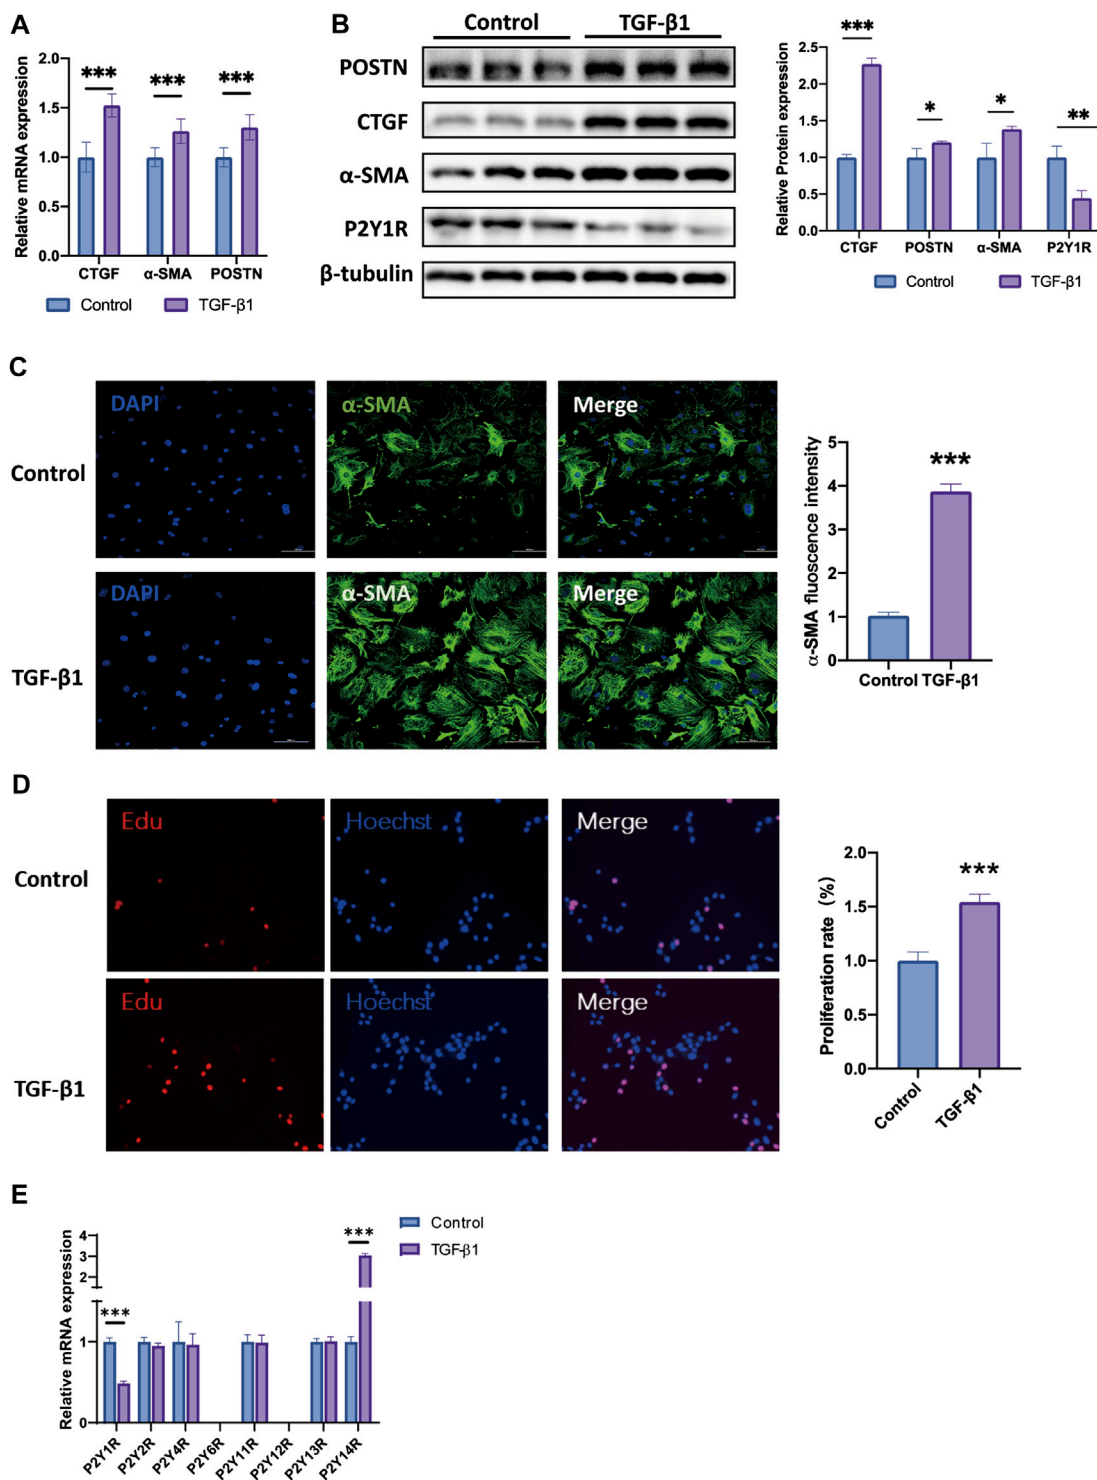 A
Relative mRNA expression
2.0
1.5
1.0
0.5
0.0
***
***
***
CTGF
α-SMA
POSTN
Control
TGF-β1
B
Control
TGF-β1
POSTN
CTGF
α-SMA
P2Y1R
β-tubulin
Relative Protein expression
2.5
2.0
1.5
1.0
0.5
0.0
***
*
*
**
CTGF
POSTN
α-SMA
P2Y1R
Control
TGF-β1
C
Control
DAPI
α-SMA
Merge
TGF-β1
DAPI
α-SMA
Merge
α-SMA fluoscence intensity
5
4
3
2
1
0
***
Control
TGF-β1
D
Control
Edu
Hoechst
Merge
TGF-β1
Edu
Hoechst
Merge
Proliferation rate (%)
2.0
1.5
1.0
0.5
0.0
***
Control
TGF-β1
E
Relative mRNA expression
4
3
2
1
0
***
***
P2Y1R
P2Y2R
P2Y4R
P2Y6R
P2Y11R
P2Y12R
P2Y13R
P2Y14R
Control
TGF-β1